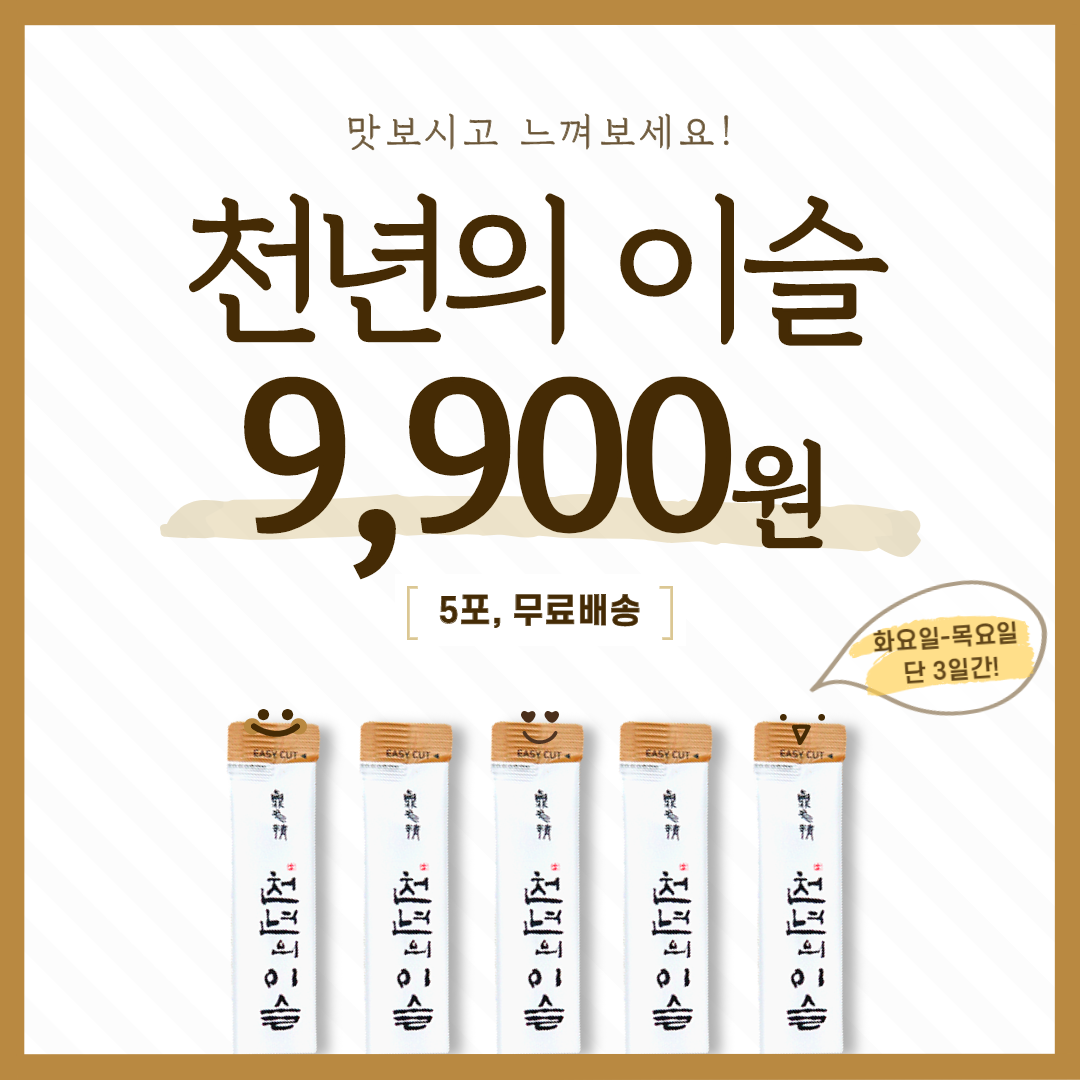 맛보시고 느껴보세요!
천년의 이슬
9,900원
5포, 무료배송
화요일-목요일
단 3일간!
EASY CUT
EASY CUT
EASY CUT
EASY CUT
EASY CUT
천년의이슬
천년의이슬
천년의이슬
천년의이슬
천년의이슬